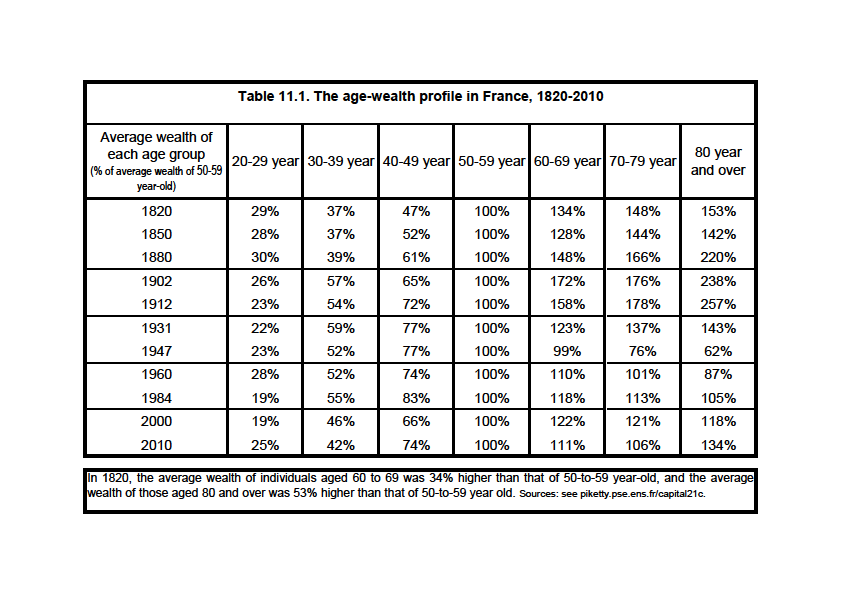 Table 11.1. The age-wealth profile in France, 1820-2010
Average wealth of
each age group
(% of average wealth of 50-59
year-old)
20-29 year 30-39 year 40-49 year 50-59 year 60-69 year 70-79 year 80 year
and over
1820 29% 37% 47% 100% 134% 148% 153%
1850 28% 37% 52% 100% 128% 144% 142%
1880 30% 39% 61% 100% 148% 166% 220%
1902 26% 57% 65% 100% 172% 176% 238%
1912 23% 54% 72% 100% 158% 178% 257%
1931 22% 59% 77% 100% 123% 137% 143%
1947 23% 52% 77% 100% 99% 76% 62%
1960 28% 52% 74% 100% 110% 101% 87%
1984 19% 55% 83% 100% 118% 113% 105%
2000 19% 46% 66% 100% 122% 121% 118%
2010 25% 42% 74% 100% 111% 106% 134%
In 1820, the average wealth of individuals aged 60 to 69 was 34% higher than that of 50-to-59 year-old, and the average
wealth of those aged 80 and over was 53% higher than that of 50-to-59 year old. Sources: see piketty.pse.ens.fr/capital21c.